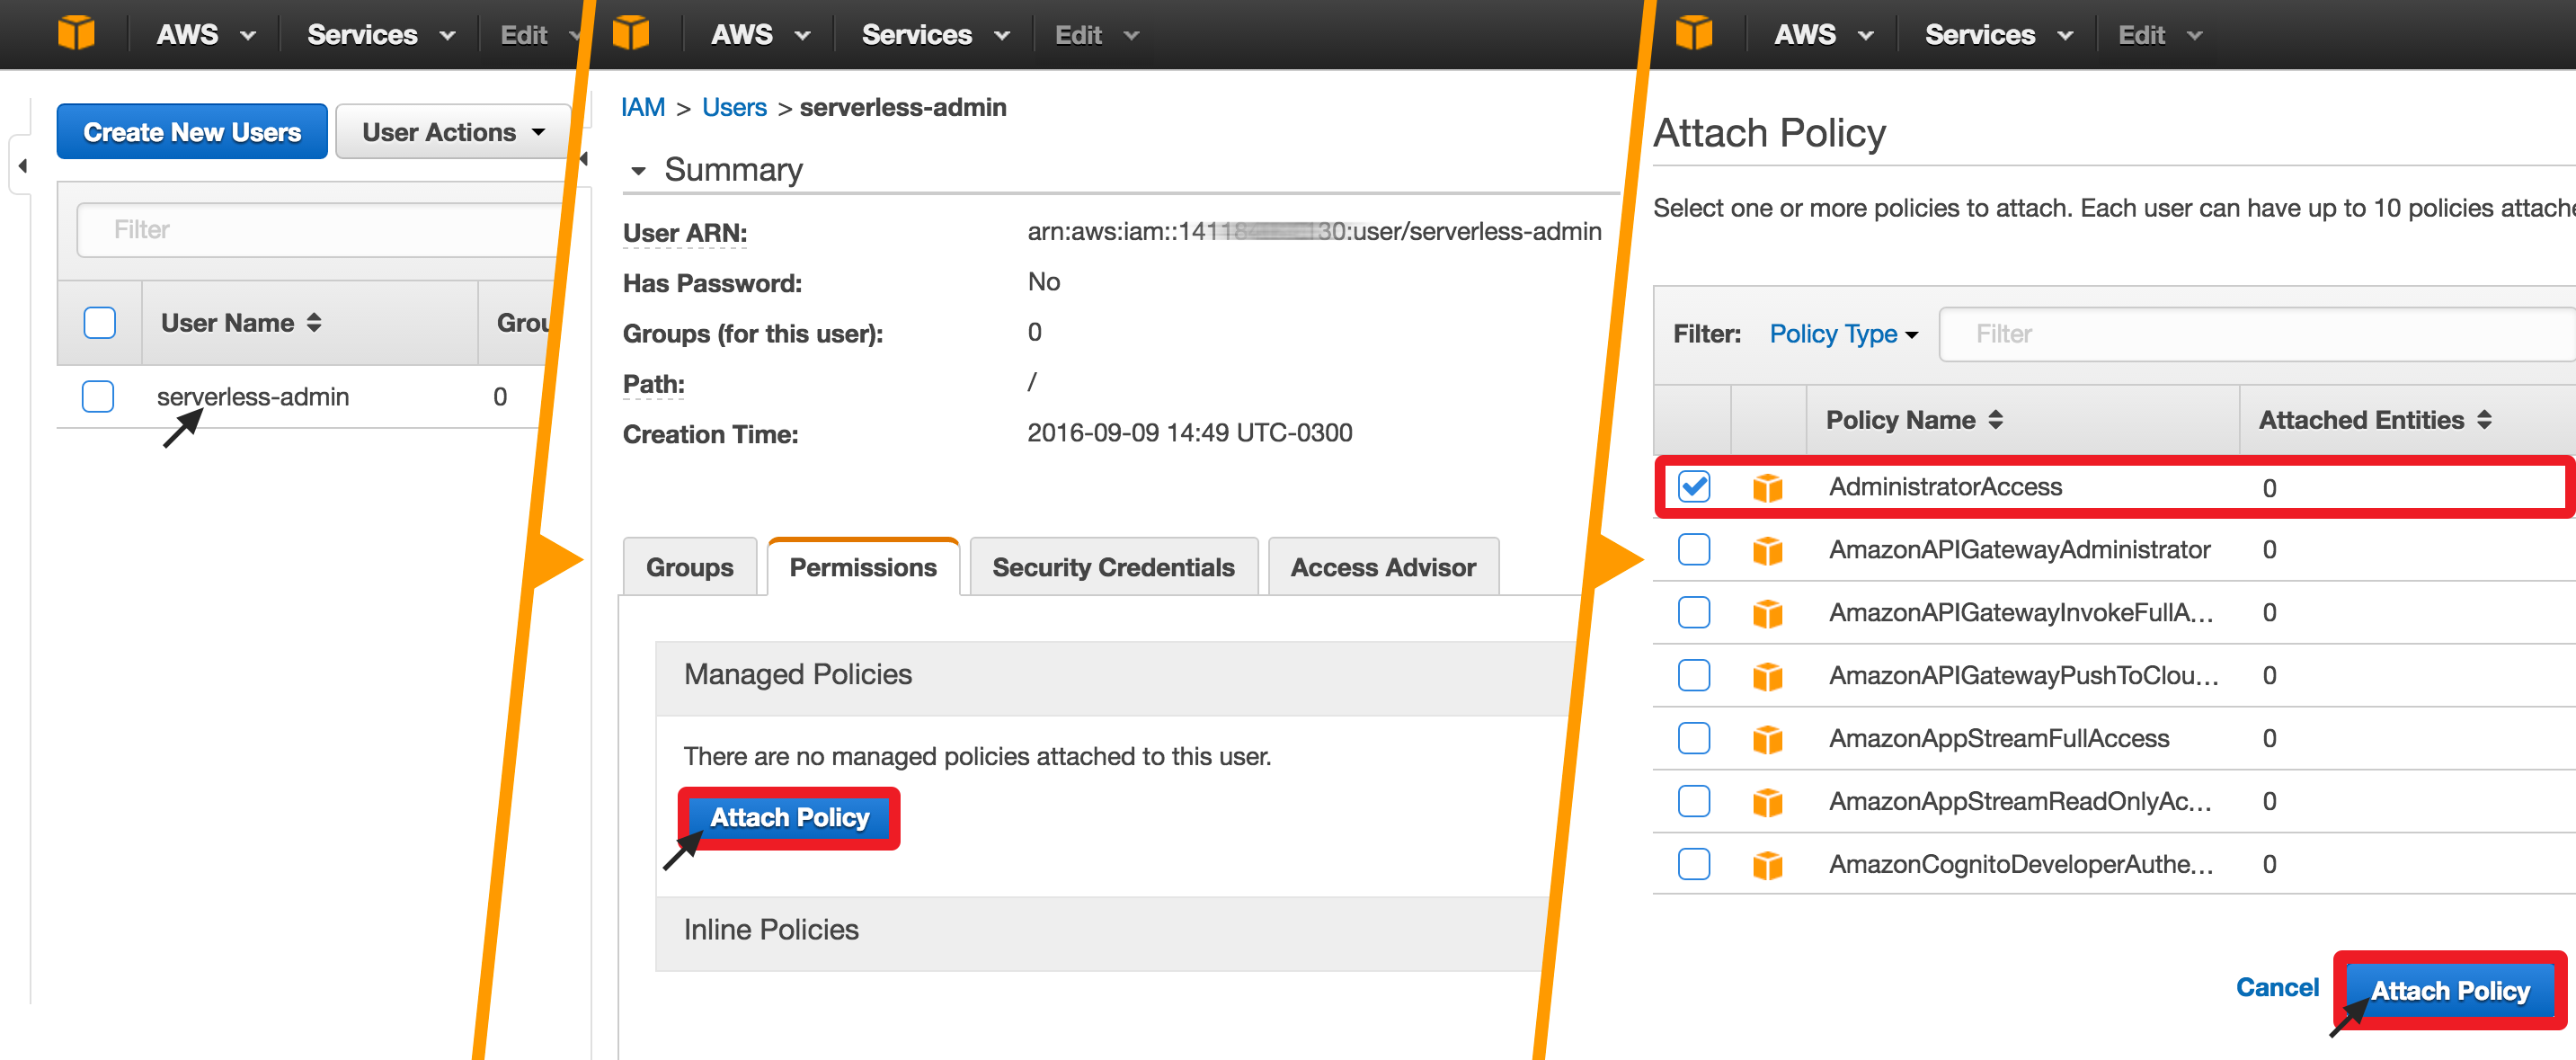 AWS Services Edit
Create New Users User Actions
Filter
User Name Grou
serverless-admin 0
AWS Services Edit
IAM > Users > serverless-admin
Summary
User ARN: arn:aws:iam::14118 130:user/serverless-admin
Has Password: No
Groups (for this user): 0
Path: /
Creation Time: 2016-09-09 14:49 UTC-0300
Groups Permissions Security Credentials Access Advisor
Managed Policies
There are no managed policies attached to this user.
Attach Policy
Inline Policies
AWS Services Edit
Attach Policy
Select one or more policies to attach. Each user can have up to 10 policies attache
Filter: Policy Type Filter
Policy Name Attached Entities
AdministratorAccess 0
AmazonAPIGatewayAdministrator 0
AmazonAPIGatewayInvokeFullA... 0
AmazonAPIGatewayPushToClou... 0
AmazonAppStreamFullAccess 0
AmazonAppStreamReadOnlyAc... 0
AmazonCognitoDeveloperAuthe... 0
Cancel Attach Policy